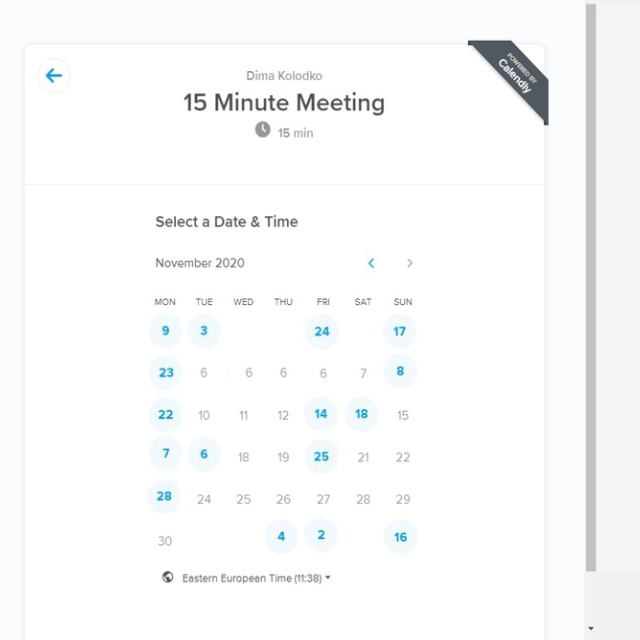 POWERED BY
Calendly
Dima Kolodko
15 Minute Meeting
15 min
Select a Date & Time
November 2020
MON TUE WED THU FRI SAT SUN
9 3 24 17
23 6 6 6 6 7 8
22 10 11 12 14 18 15
7 6 18 19 25 21 22
28 24 25 26 27 28 29
30 4 2 16
Eastern European Time (11:38)